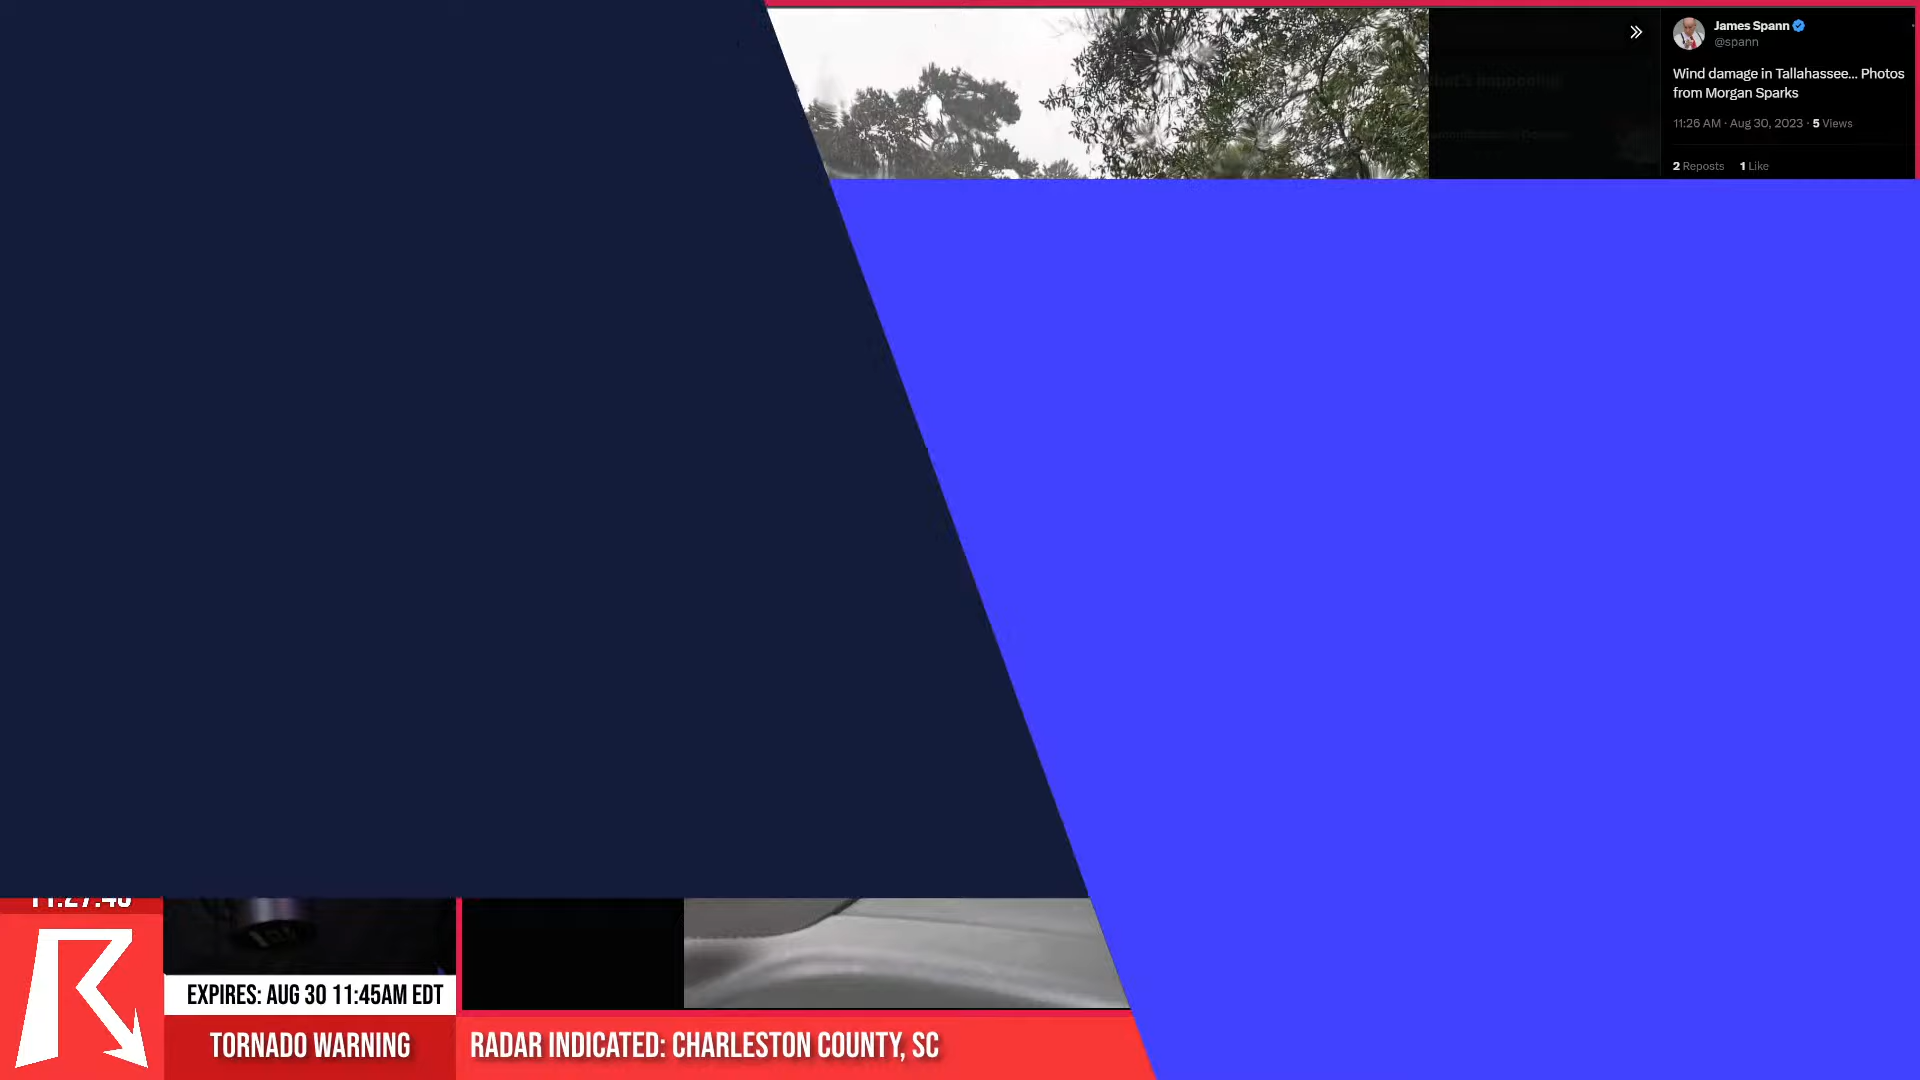 James Spann
@spann
Wind damage in Tallahassee... Photos
from Morgan Sparks
11:26 AM · Aug 30, 2023 · 5 Views
2 Reposts 1 Like
EXPIRES: AUG 30 11:45AM EDT
TORNADO WARNING
RADAR INDICATED: CHARLESTON COUNTY, SC